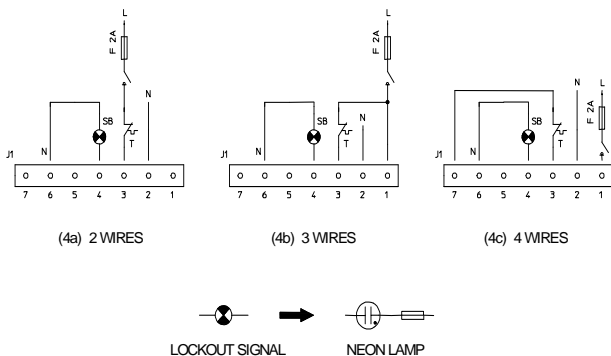 L
F 2A
N
SB
T
N
J1
7 6 5 4 3 2 1
(4a) 2 WIRES
L
F 2A
SB
T
N
N
J1
7 6 5 4 3 2 1
(4b) 3 WIRES
L
N
F 2A
SB
T
N
J1
7 6 5 4 3 2 1
(4c) 4 WIRES
LOCKOUT SIGNAL
NEON LAMP